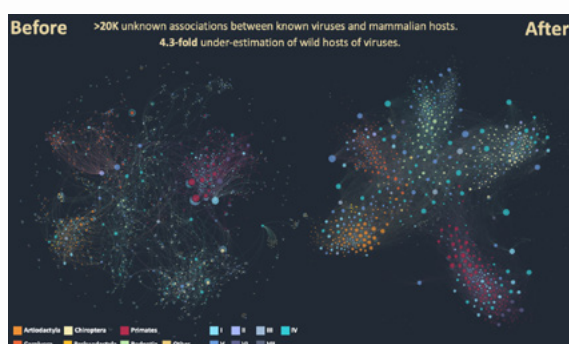 Before
>20K unknown associations between known viruses and mammalian hosts.
4.3-fold under-estimation of wild hosts of viruses.
After
Artiodactyla Chiroptera Primates I II III IV